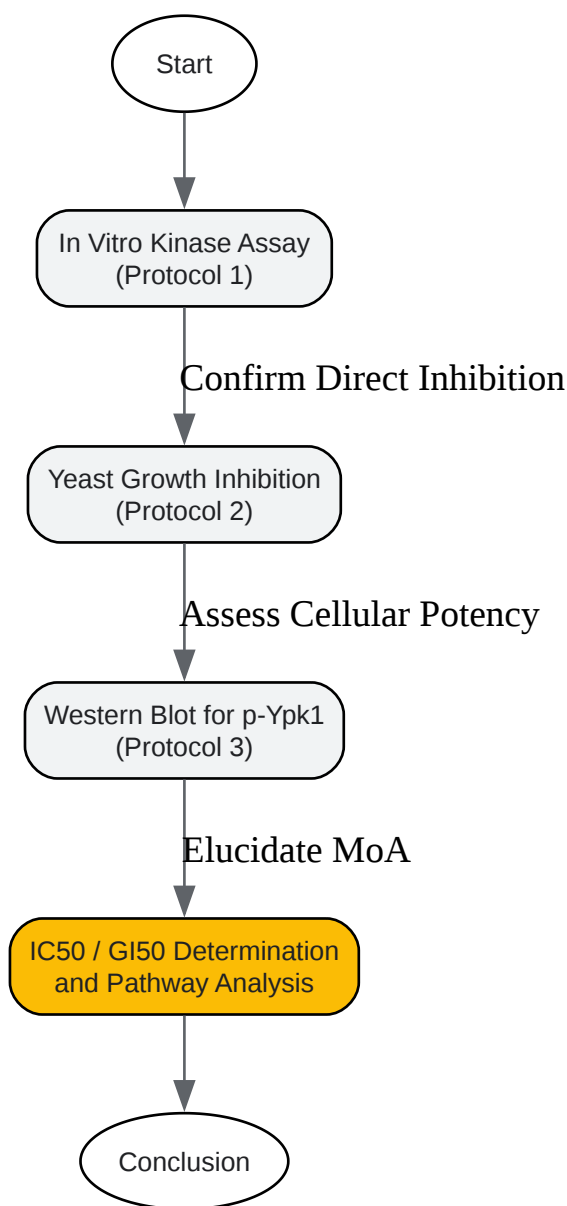 Start
In Vitro Kinase Assay
(Protocol 1)
Confirm Direct Inhibition
Yeast Growth Inhibition
(Protocol 2)
Assess Cellular Potency
Western Blot for p-Ypk1
(Protocol 3)
Elucidate MoA
IC50 / GI50 Determination
and Pathway Analysis
Conclusion